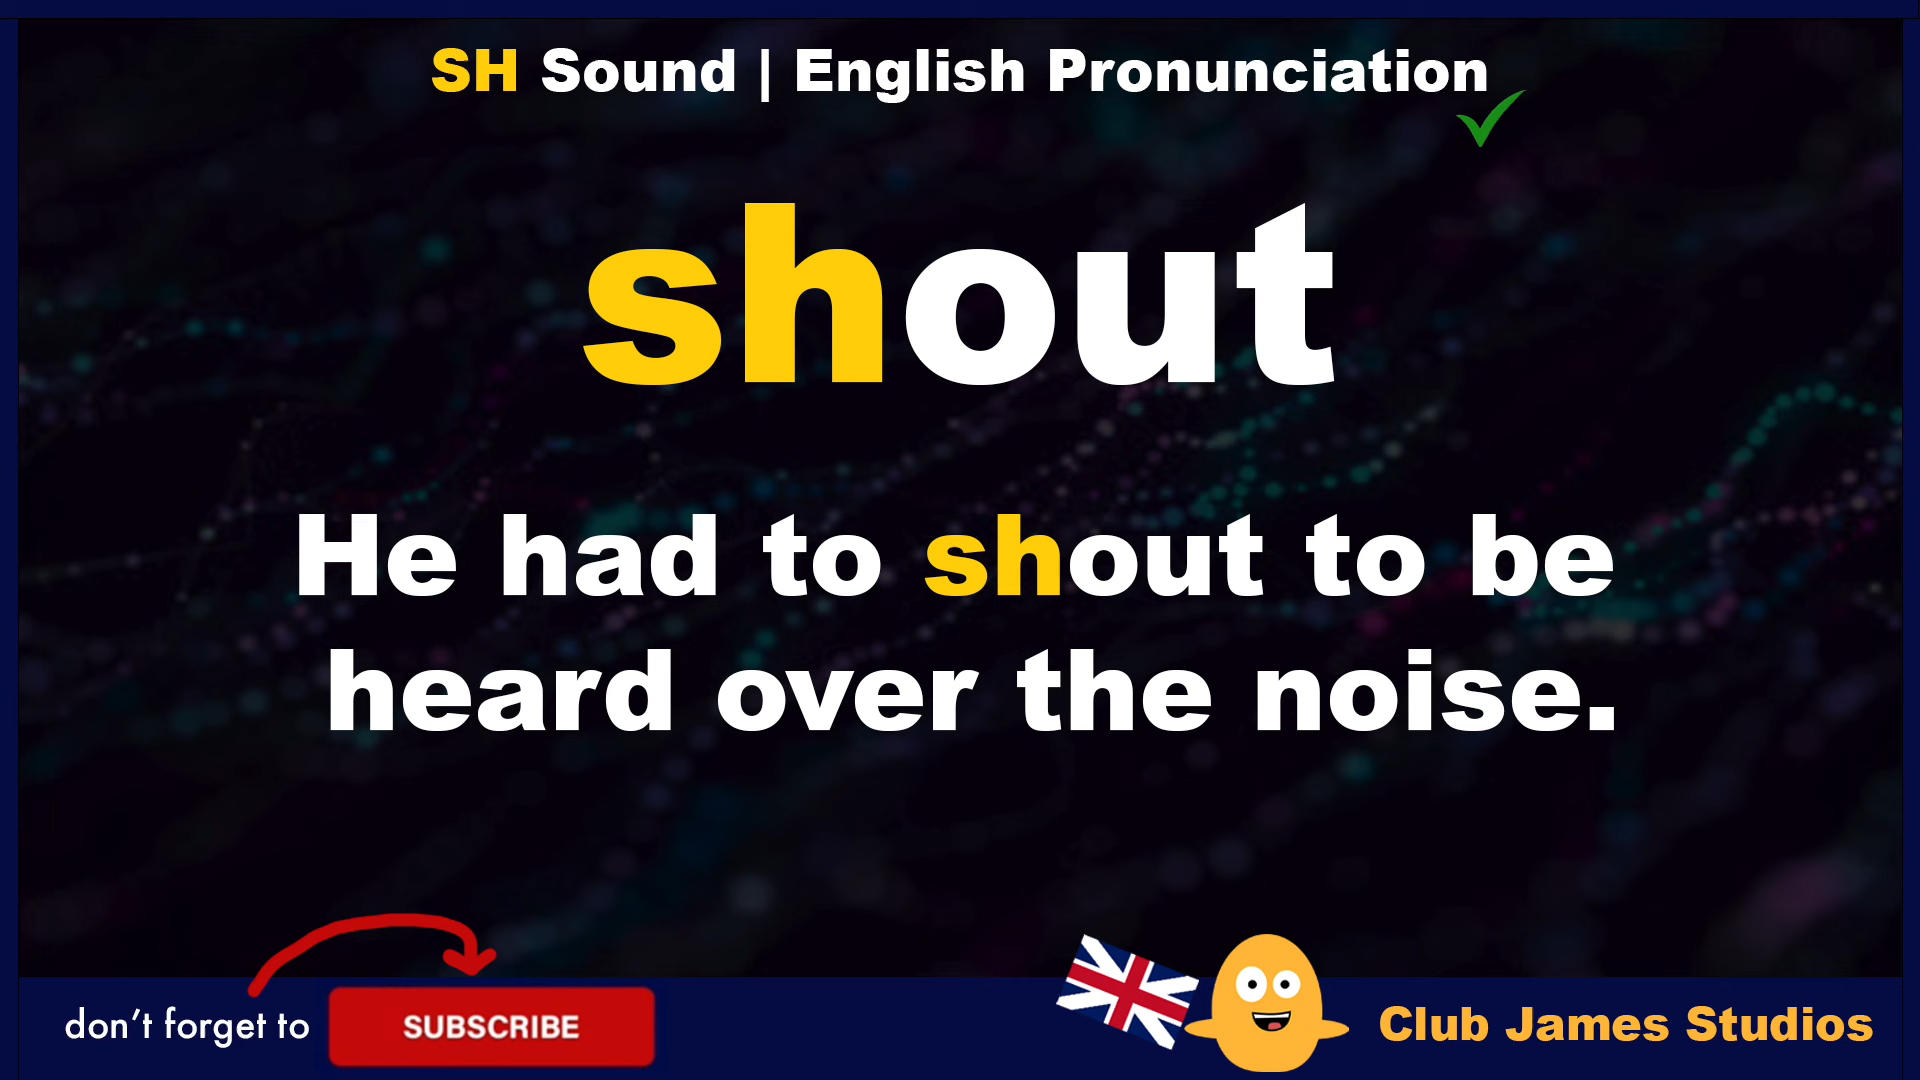 SH Sound | English Pronunciation
shout
He had to shout to be
heard over the noise.
don't forget to SUBSCRIBE
Club James Studios